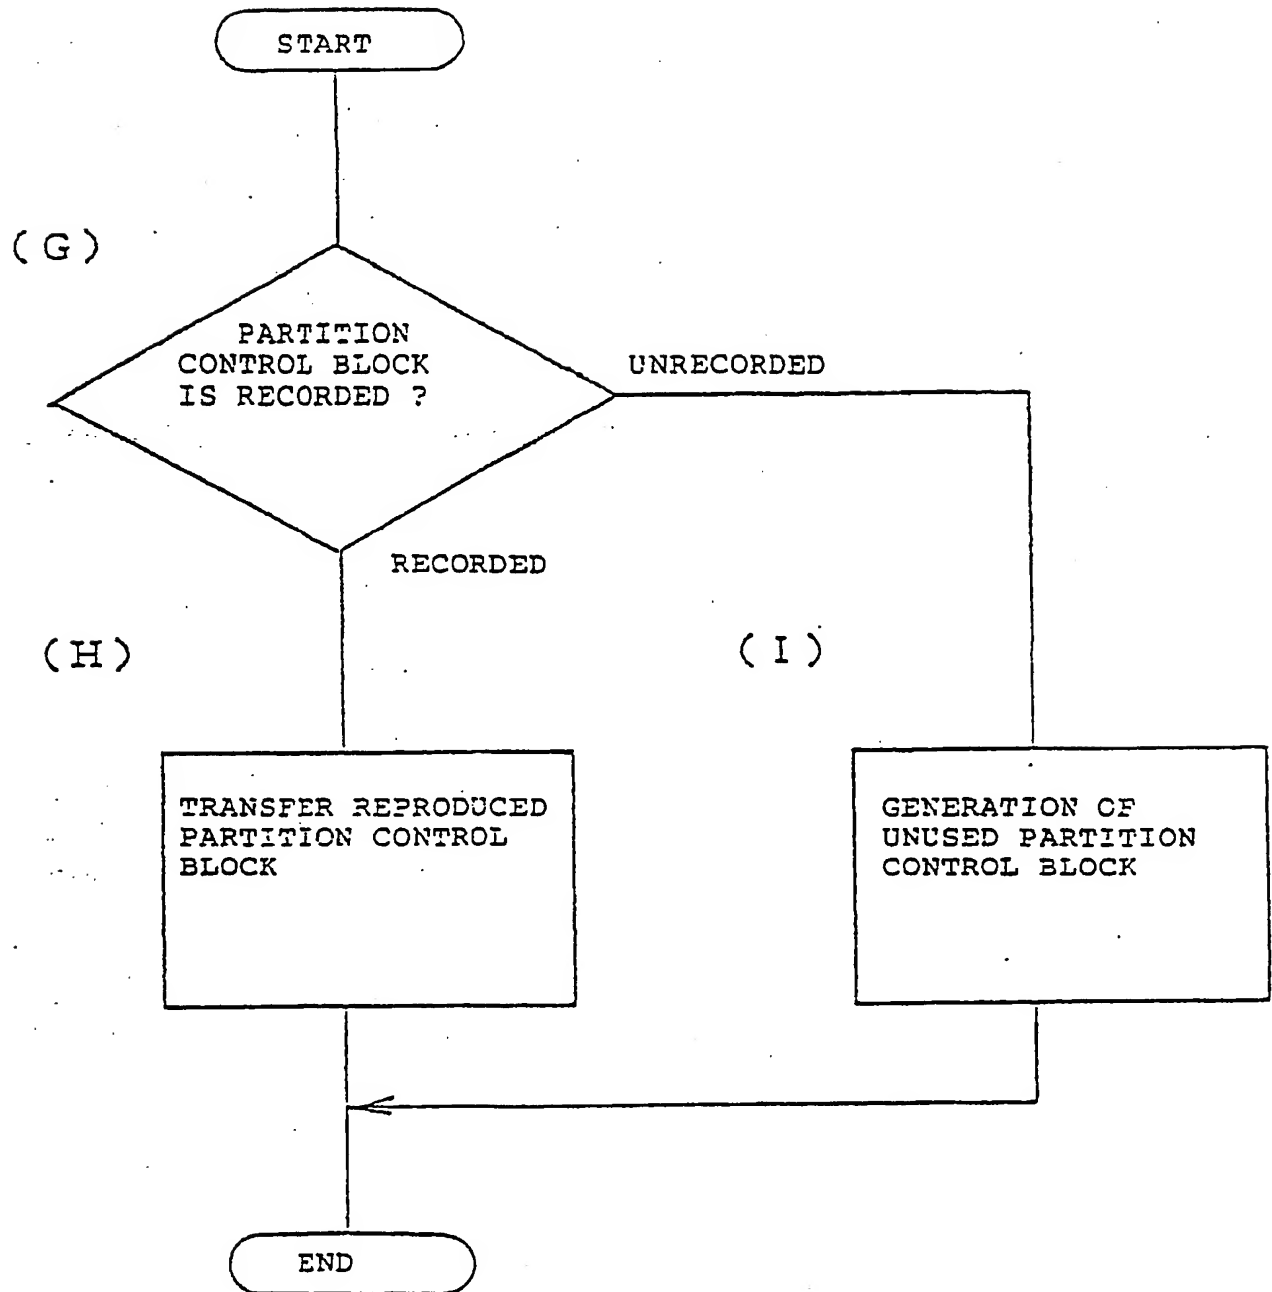 START
(G)
PARTITION
CONTROL BLOCK
IS RECORDED ?
UNRECORDED
RECORDED
(H)
(I)
TRANSFER REPRODUCED
PARTITION CONTROL
BLOCK
GENERATION OF
UNUSED PARTITION
CONTROL BLOCK
END